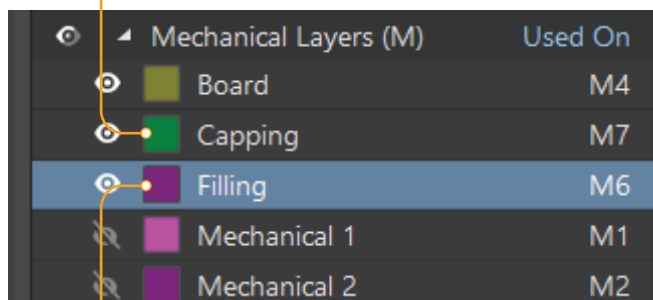 Mechanical Layers (M) Used On
Board M4
Capping M7
Filling M6
Mechanical 1 M1
Mechanical 2 M2